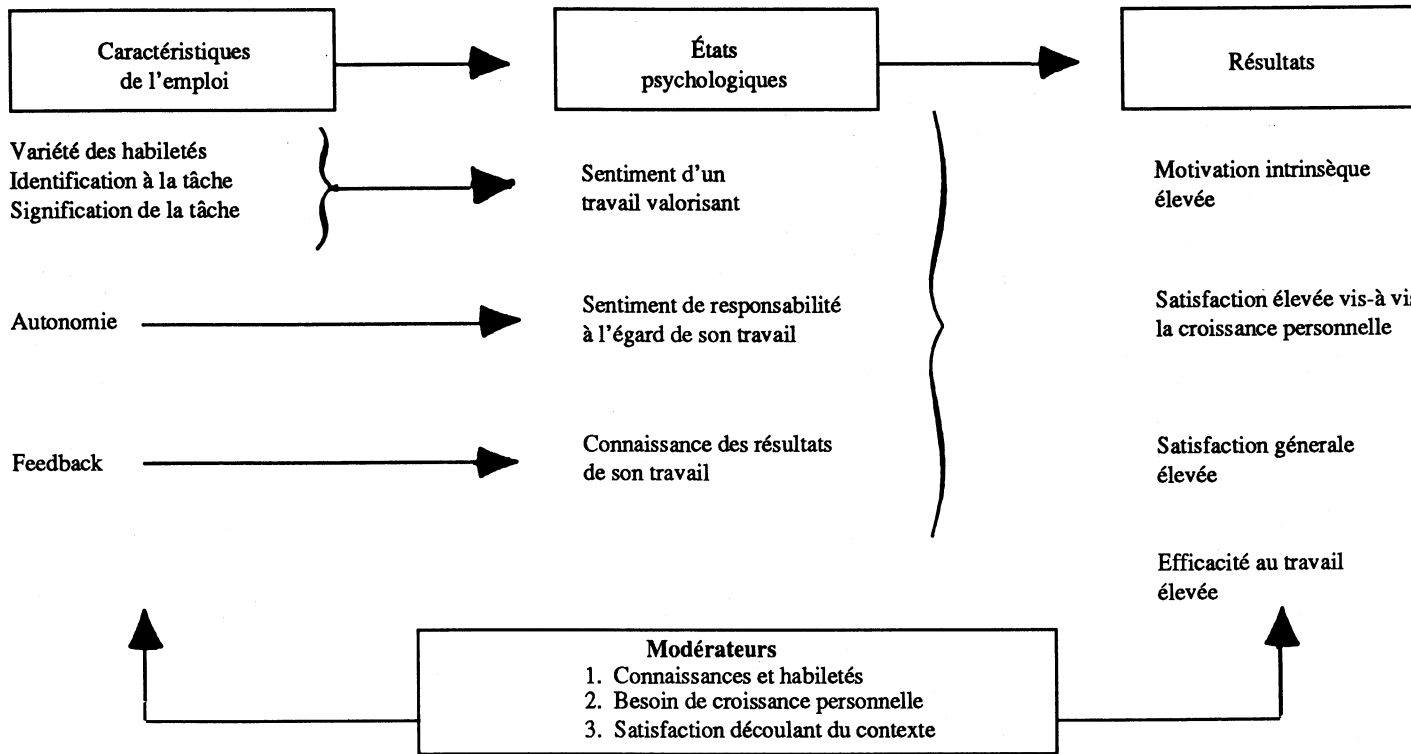 Caractéristiques
de l'emploi
États
psychologiques
Résultats
Variété des habiletés
Identification à la tâche
Signification de la tâche
Sentiment d'un
travail valorisant
Motivation intrinsèque
élevée
Autonomie
Sentiment de responsabilité
à l'égard de son travail
Satisfaction élevée vis-à vis
la croissance personnelle
Feedback
Connaissance des résultats
de son travail
Satisfaction génerale
élevée
Efficacité au travail
élevée
Modérateurs
1. Connaissances et habiletés
2. Besoin de croissance personnelle
3. Satisfaction découlant du contexte